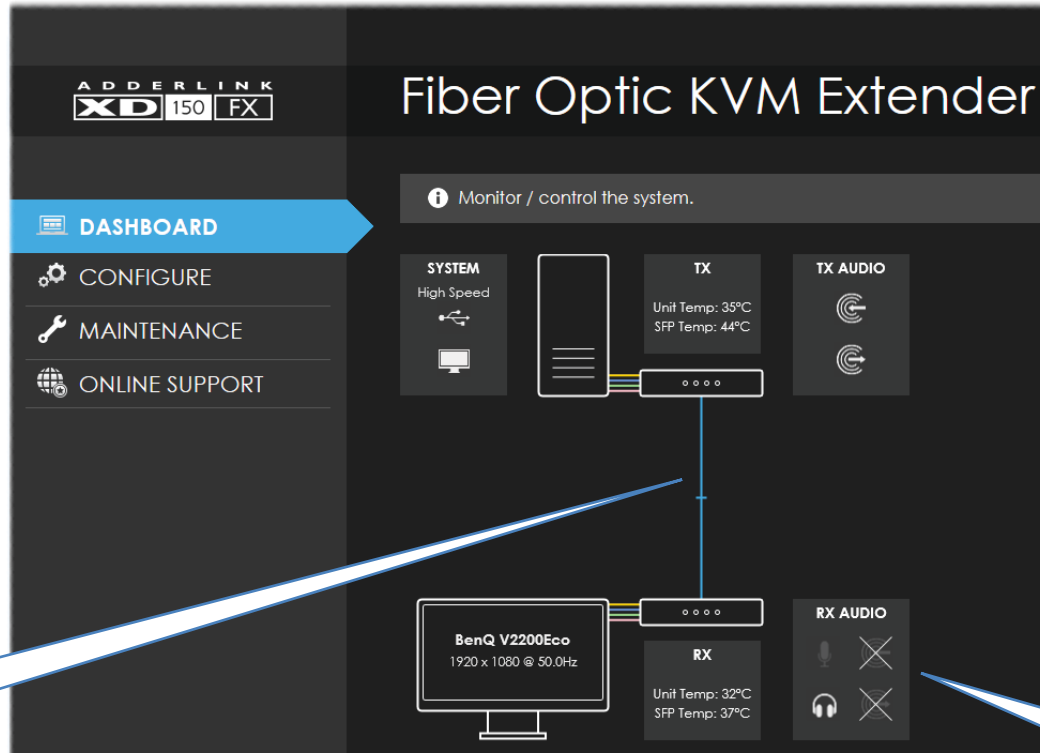 ADDERLINK
XD 150 FX
Fiber Optic KVM Extender
Monitor / control the system.
DASHBOARD
CONFIGURE
MAINTENANCE
ONLINE SUPPORT
SYSTEM
High Speed
TX
Unit Temp: 35°C
SFP Temp: 44°C
TX AUDIO
BenQ V2200Eco
1920 x 1080 @ 50.0Hz
RX
Unit Temp: 32°C
SFP Temp: 37°C
RX AUDIO